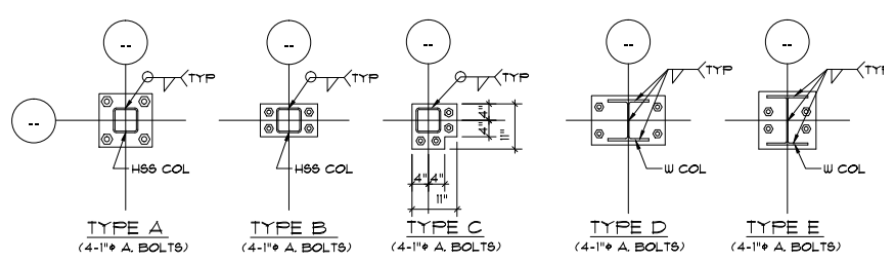 -- -- -- -- --
TYP TYP TYP TYP TYP
--
4"
4"
11"
HSS COL HSS COL W COL W COL
4" 4"
11"
TYPE A TYPE B TYPE C TYPE D TYPE E
(4-1"ϕ A. BOLTS) (4-1"ϕ A. BOLTS) (4-1"ϕ A. BOLTS) (4-1"ϕ A. BOLTS) (4-1"ϕ A. BOLTS)